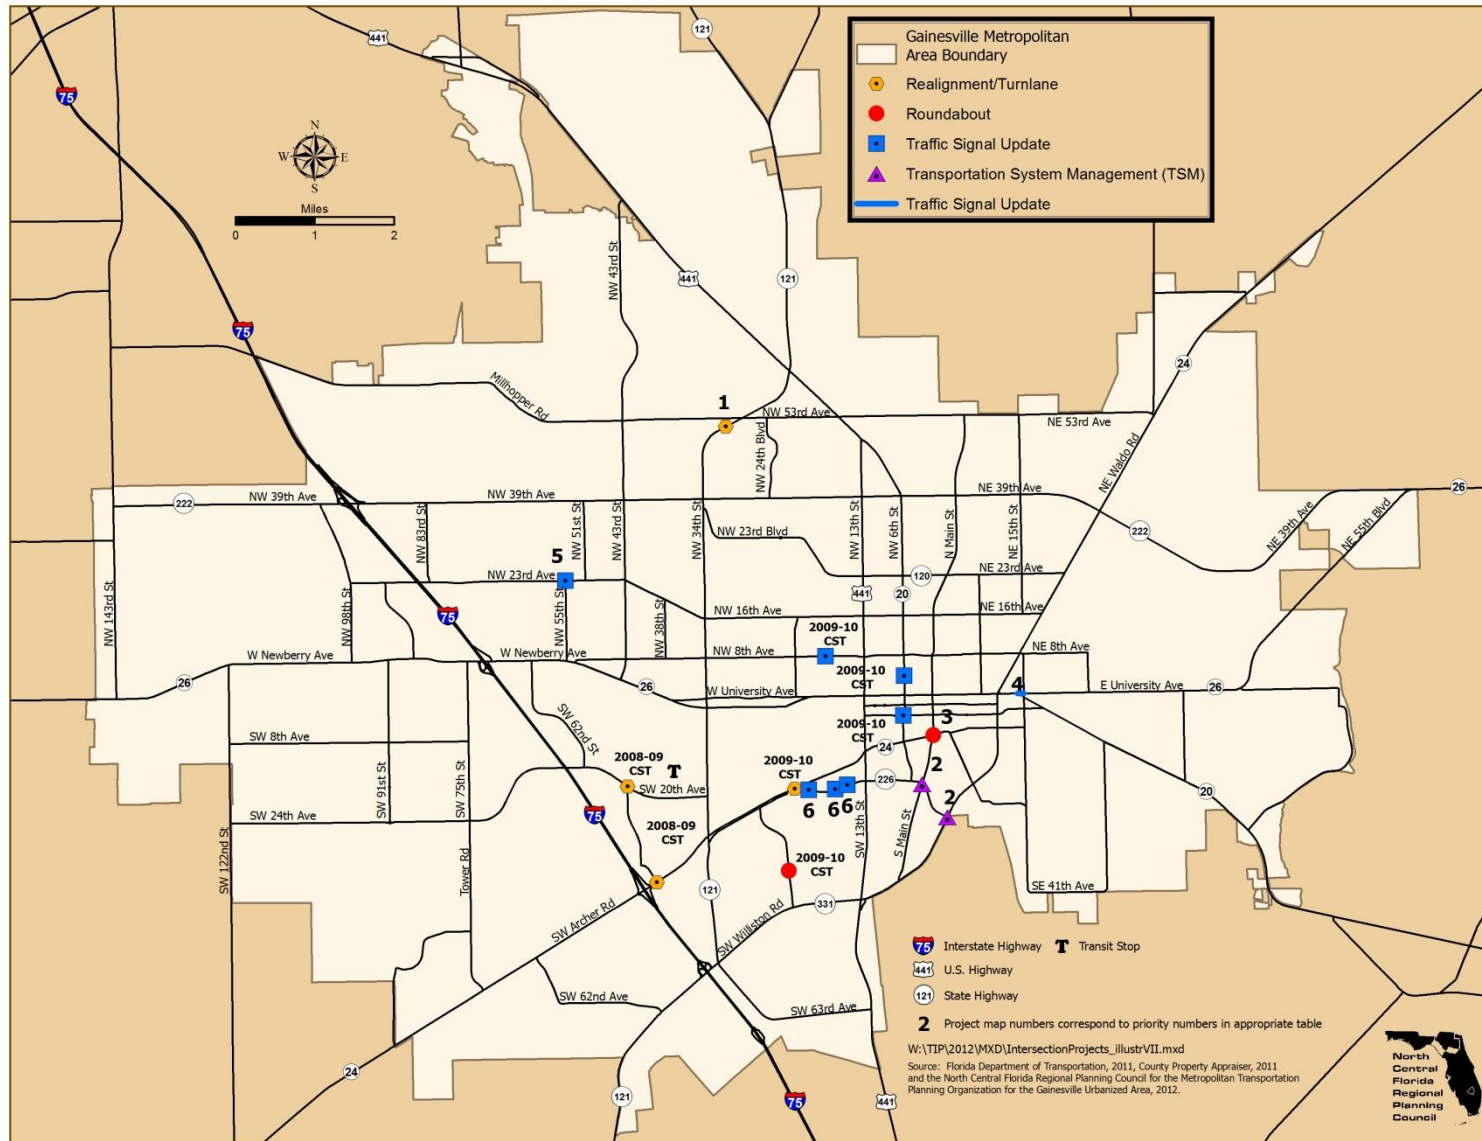 Gainesville Metropolitan
Area Boundary
Realignment/Turnlane
Roundabout
Traffic Signal Update
Transportation System Management (TSM)
Traffic Signal Update
441
121
75
N
W
E
S
Miles
0
1
2
NW 43rd St
441
121
75
24
Millhopper Rd
1
NW 53rd Ave
NE 53rd Ave
NW 24th Blvd
NE Waldo Rd
222
NW 39th Ave
NW 39th Ave
NE 39th Ave
26
NW 83rd St
NW 51st St
NW 43rd St
NW 34th St
NW 23rd Blvd
NW 13th St
NW 6th St
N Main St
NE 15th St
222
NE 39th Ave
NE 55th Blvd
5
NW 23rd Ave
120
NE 23rd Ave
NW 143rd St
NW 98th St
75
NW 55th St
NW 38th St
441
20
NW 16th Ave
NE 16th Ave
2009-10
CST
W Newberry Ave
W Newberry Ave
NW 8th Ave
NE 8th Ave
2009-10
CST
26
26
W University Ave
4
E University Ave
26
SW 62nd St
2009-10
CST
3
SW 8th Ave
24
2008-09
CST
T
SW 20th Ave
2009-10
CST
226
2
SW 91st St
SW 75th St
20
SW 24th Ave
75
6
6
6
2
2008-09
CST
SW 13th St
S Main St
SW 122nd St
Tower Rd
2009-10
CST
121
SE 41th Ave
SW Archer Rd
331
SW Williston Rd
SW 62nd Ave
SW 63rd Ave
24
121
75
441
75 Interstate Highway T Transit Stop
441 U.S. Highway
121 State Highway
2 Project map numbers correspond to priority numbers in appropriate table
W:\TIP\2012\MXD\IntersectionProjects_illustrVII.mxd
Source: Florida Department of Transportation, 2011, County Property Appraiser, 2011
and the North Central Florida Regional Planning Council for the Metropolitan Transportation
Planning Organization for the Gainesville Urbanized Area, 2012.
North
Central
Florida
Regional
Planning
Council